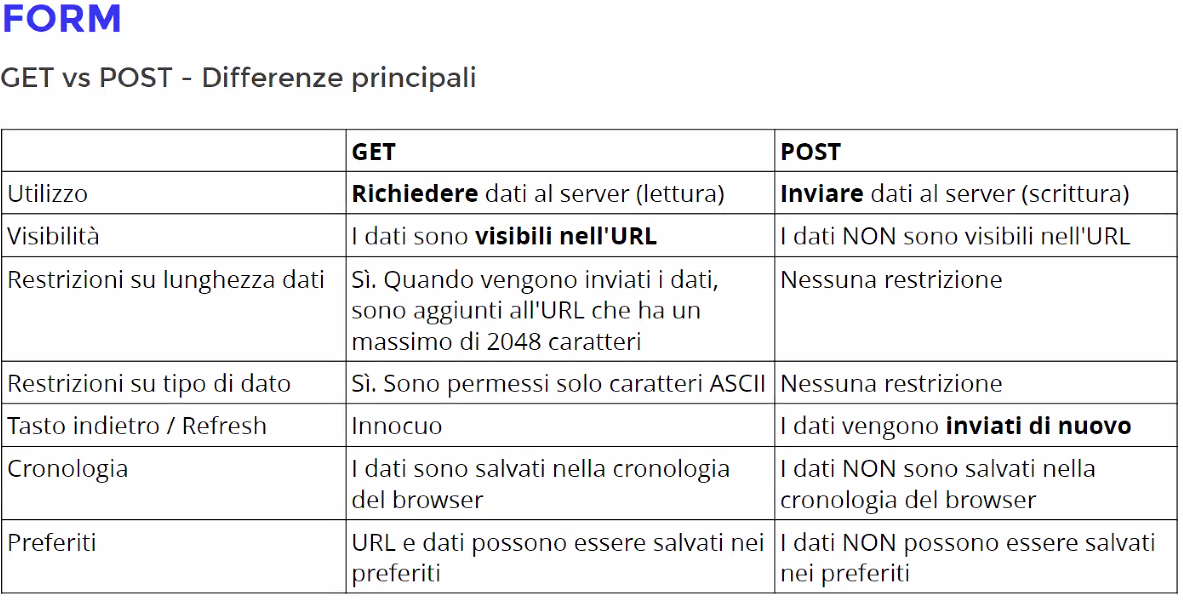 FORM
GET vs POST - Differenze principali
GET
POST
Utilizzo
Richiedere dati al server (lettura)
Inviare dati al server (scrittura)
Visibilità
I dati sono visibili nell'URL
I dati NON sono visibili nell'URL
Restrizioni su lunghezza dati
Sì. Quando vengono inviati i dati,
sono aggiunti all'URL che ha un
massimo di 2048 caratteri
Nessuna restrizione
Restrizioni su tipo di dato
Sì. Sono permessi solo caratteri ASCII
Nessuna restrizione
Tasto indietro / Refresh
Innocuo
I dati vengono inviati di nuovo
Cronologia
I dati sono salvati nella cronologia
del browser
I dati NON sono salvati nella
cronologia del browser
Preferiti
URL e dati possono essere salvati nei
preferiti
I dati NON possono essere salvati
nei preferiti